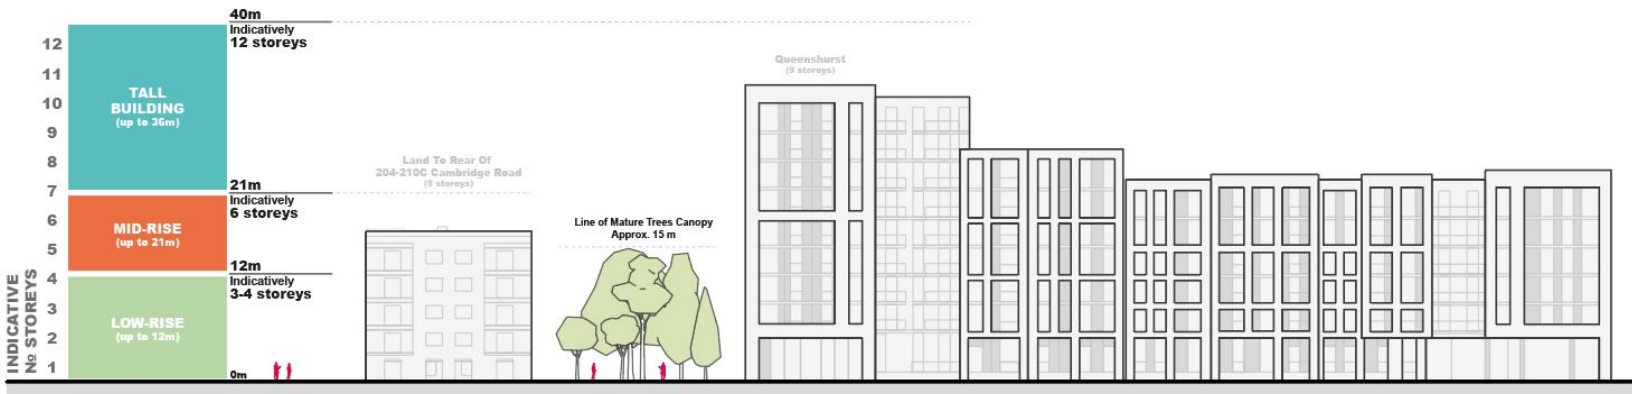 40m
Indicatively
12 storeys
12
11
10
9
8
7
6
5
4
3
2
1
INDICATIVE
Nº STOREYS
TALL
BUILDING
(up to 36m)
21m
Indicatively
6 storeys
MID-RISE
(up to 21m)
12m
Indicatively
3-4 storeys
LOW-RISE
(up to 12m)
0m
Land To Rear Of
204-210C Cambridge Road
(5 storeys)
Line of Mature Trees Canopy
Approx. 15 m
Queenshurst
(9 storeys)